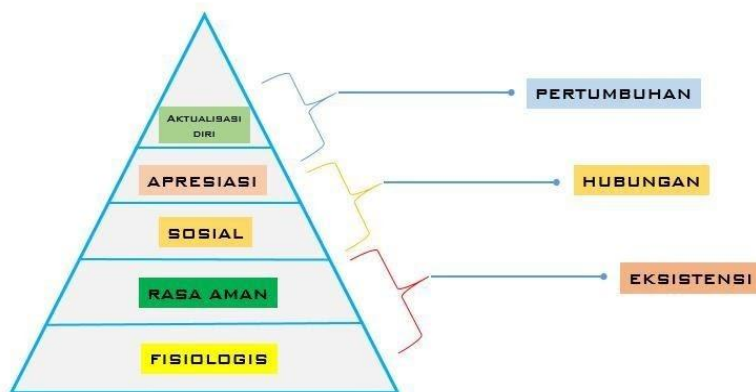 AKTUALISASI
DIRI
APRESIASI
SOSIAL
RASA AMAN
FISIOLOGIS
PERTUMBUHAN
HUBUNGAN
EKSISTENSI